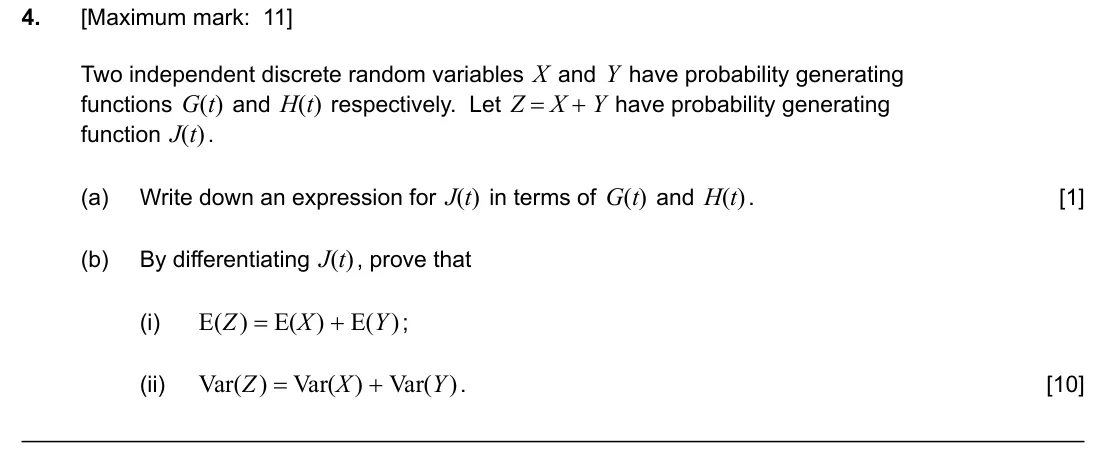 4. [Maximum mark: 11]
Two independent discrete random variables X and Y have probability generating
functions G(t) and H(t) respectively. Let Z = X + Y have probability generating
function J(t).
(a) Write down an expression for J(t) in terms of G(t) and H(t). [1]
(b) By differentiating J(t), prove that
(i) E(Z) = E(X) + E(Y);
(ii) Var(Z) = Var(X) + Var(Y). [10]